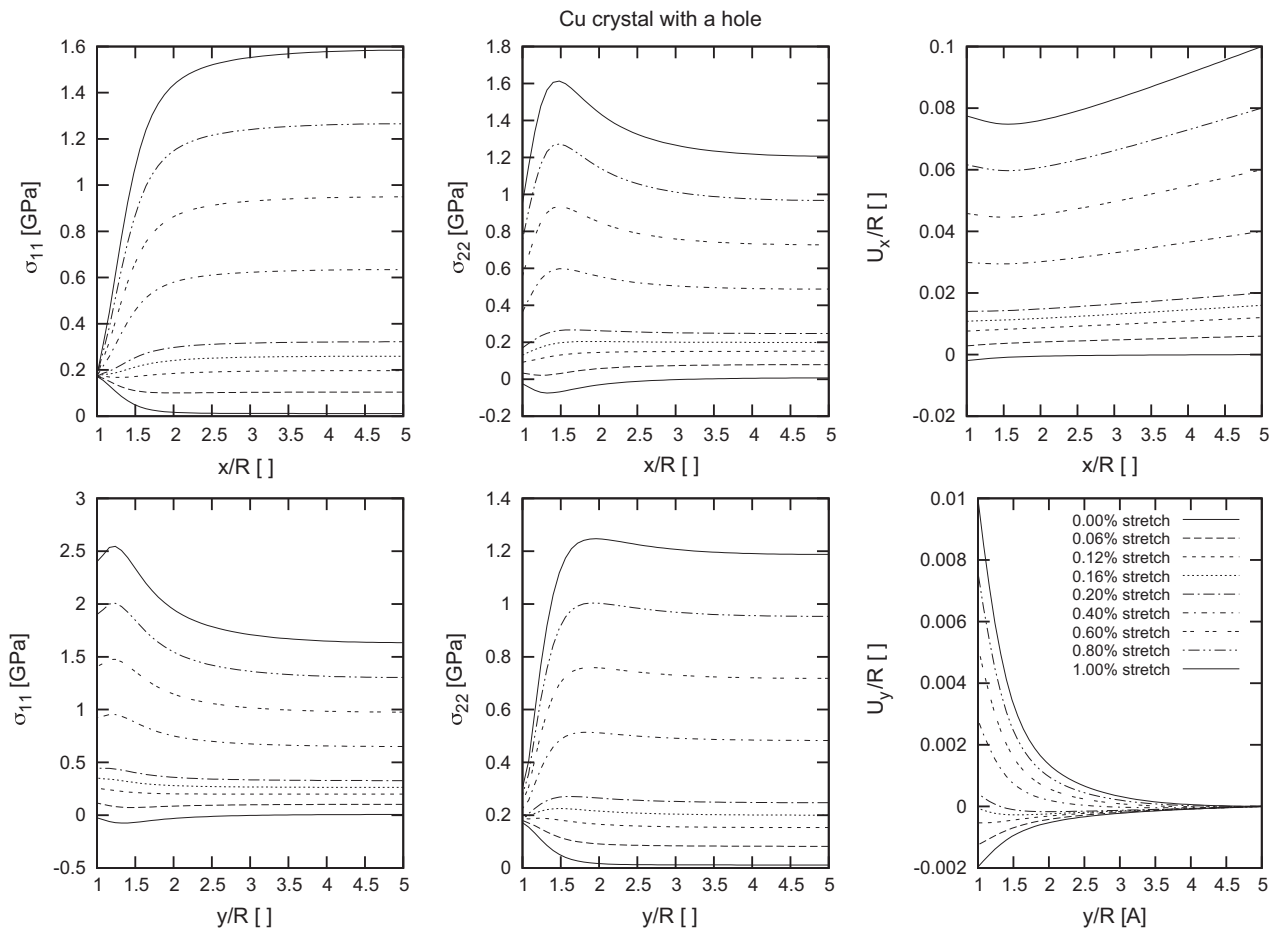 Cu crystal with a hole
σ11 [GPa]
1.6
1.4
1.2
1
0.8
0.6
0.4
0.2
0
1 1.5 2 2.5 3 3.5 4 4.5 5
x/R [ ]
σ22 [GPa]
1.8
1.6
1.4
1.2
1
0.8
0.6
0.4
0.2
0
-0.2
1 1.5 2 2.5 3 3.5 4 4.5 5
x/R [ ]
Ux/R [ ]
0.1
0.08
0.06
0.04
0.02
0
-0.02
1 1.5 2 2.5 3 3.5 4 4.5 5
x/R [ ]
σ11 [GPa]
3
2.5
2
1.5
1
0.5
0
-0.5
1 1.5 2 2.5 3 3.5 4 4.5 5
y/R [ ]
σ22 [GPa]
1.4
1.2
1
0.8
0.6
0.4
0.2
0
1 1.5 2 2.5 3 3.5 4 4.5 5
y/R [ ]
Uy/R [ ]
0.01
0.008
0.006
0.004
0.002
0
-0.002
1 1.5 2 2.5 3 3.5 4 4.5 5
y/R [A]
0.00% stretch
0.06% stretch
0.12% stretch
0.16% stretch
0.20% stretch
0.40% stretch
0.60% stretch
0.80% stretch
1.00% stretch